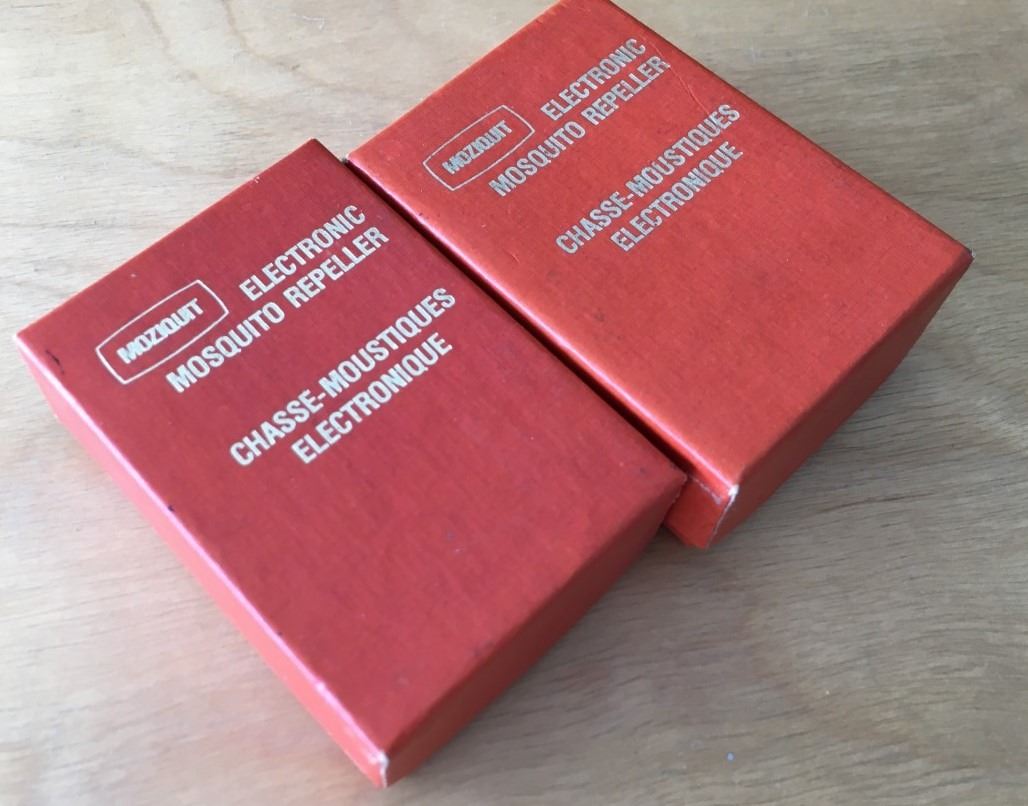 MOZIQUIT ELECTRONIC
MOSQUITO REPELLER
CHASSE-MOUSTIQUES
ELECTRONIQUE
MOZIQUIT ELECTRONIC
MOSQUITO REPELLER
CHASSE-MOUSTIQUES
ELECTRONIQUE